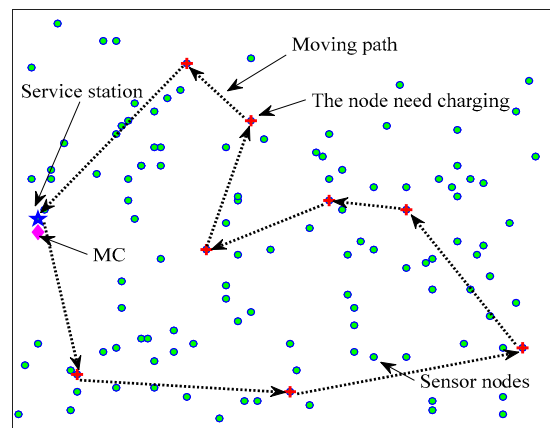 Moving path
Service station
The node need charging
MC
Sensor nodes